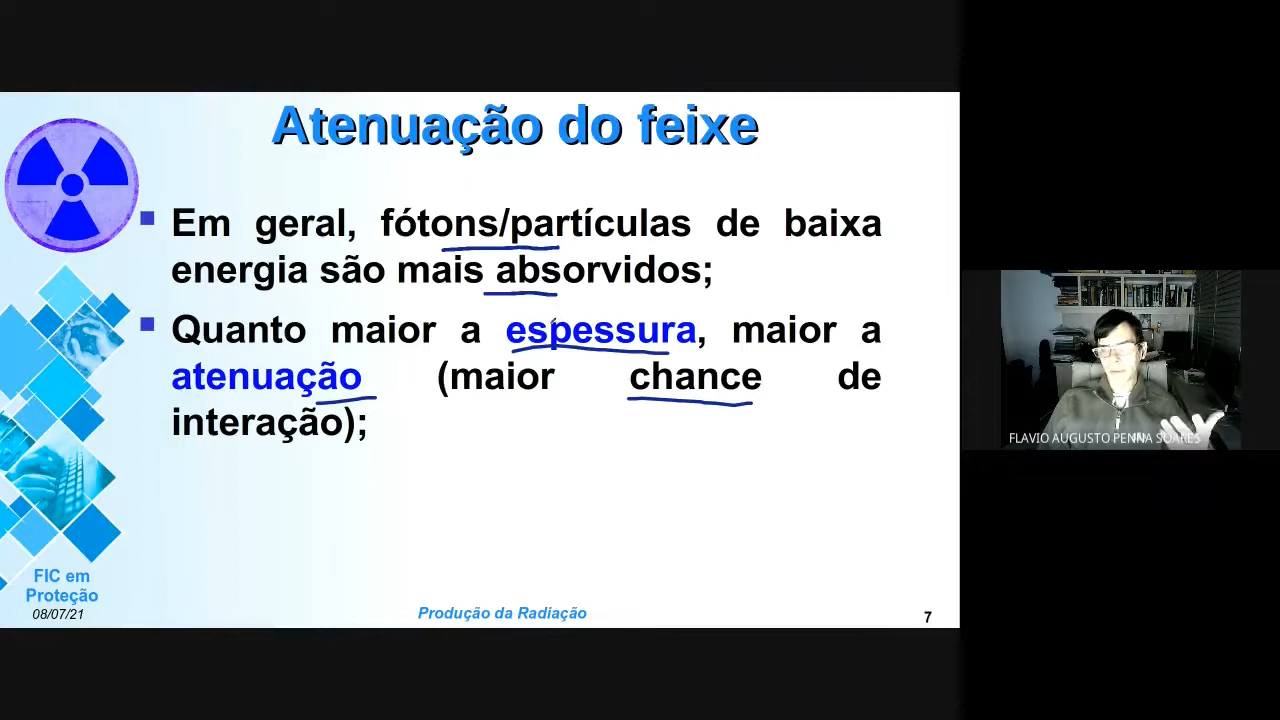 Atenuação do feixe
Em geral, fótons/partículas de baixa
energia são mais absorvidos;
Quanto maior a espessura, maior a
atenuação (maior chance de
interação);
FLAVIO AUGUSTO PENNA SOARES
FIC em
Proteção
08/07/21
Produção da Radiação
7